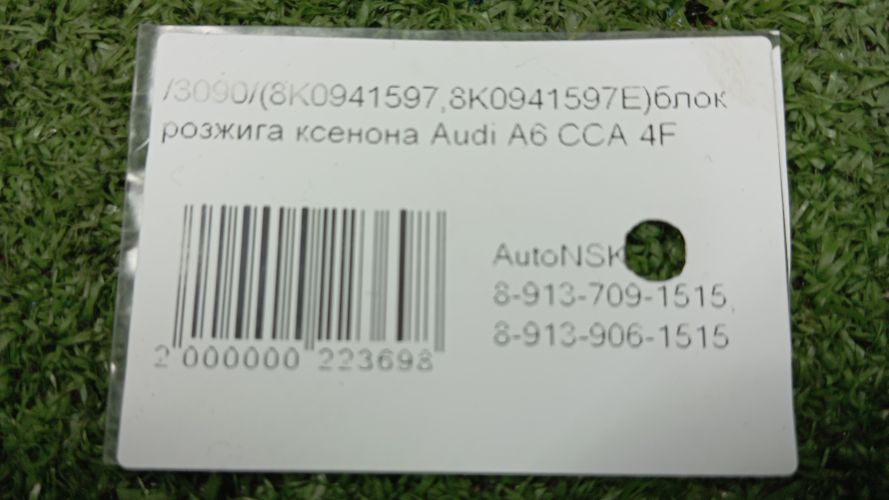 /3090/(8K0941597,8K0941597E)блок
розжига ксенона Audi A6 CCA 4F
AutoNSK
8-913-709-1515,
8-913-906-1515
2 000000 223698